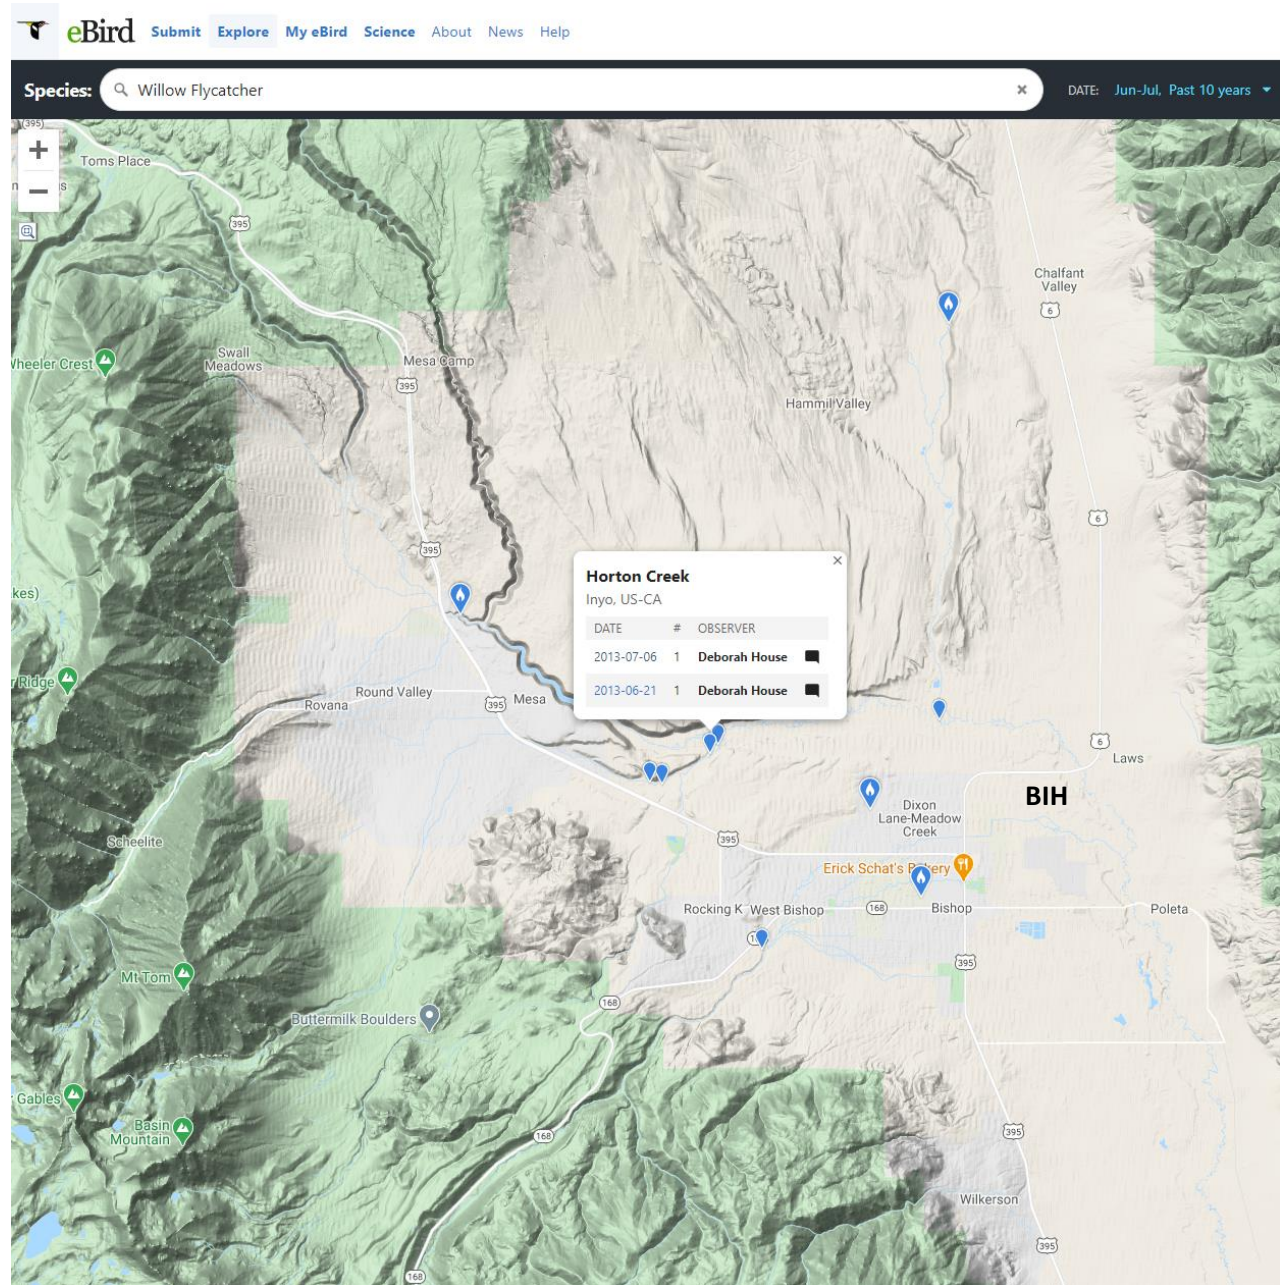 eBird Submit Explore My eBird Science About News Help
Species: Willow Flycatcher × DATE: Jun-Jul, Past 10 years
395
+
Toms Place
−
395
Chalfant
Valley
6
Swall
Meadows
Wheeler Crest
Mesa Camp
395
Hammil Valley
6
395
Horton Creek
Inyo, US-CA
DATE # OBSERVER
2013-07-06 1 Deborah House
2013-06-21 1 Deborah House
kes)
r Ridge
Round Valley
Rovana
395
Mesa
6
Laws
BIH
Dixon
Lane-Meadow
Creek
Scheelite
395
Erick Schat's Bakery
Rocking K
West Bishop
168
Bishop
Poleta
395
Mt Tom
168
Buttermilk Boulders
Gables
Basin
Mountain
168
395
Wilkerson
395
168